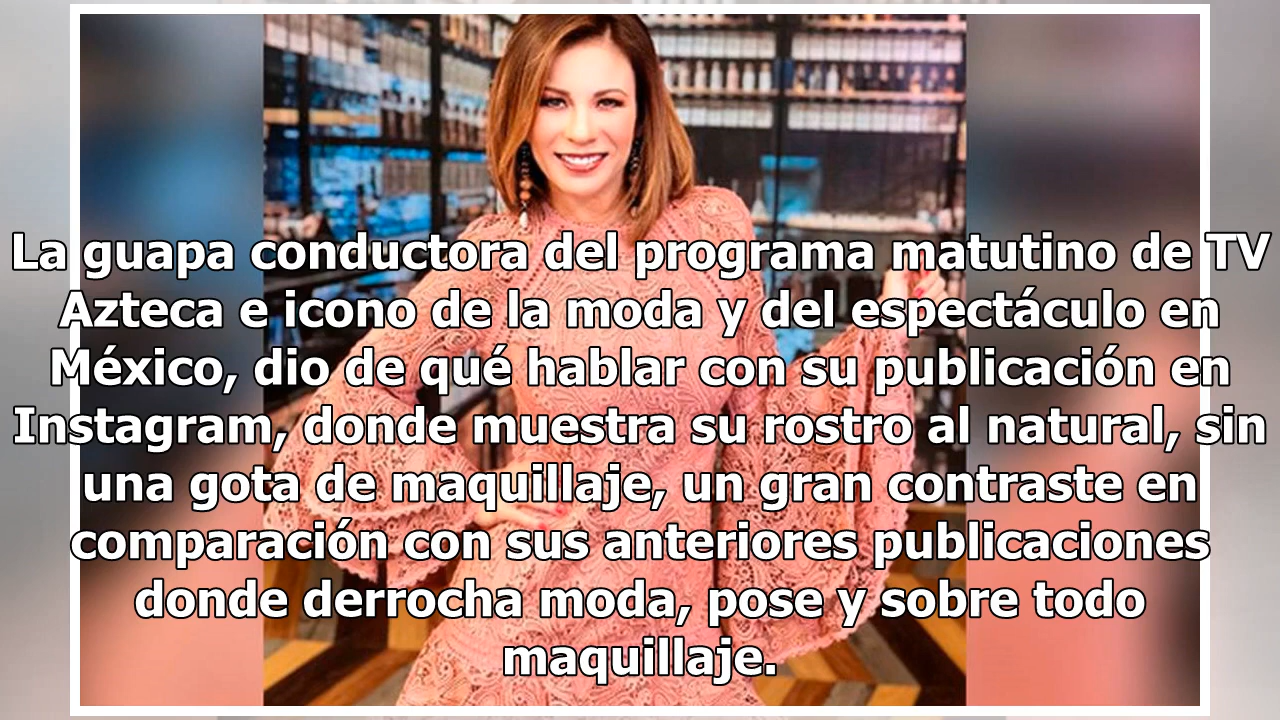 La guapa conductora del programa matutino de TV
Azteca e icono de la moda y del espectáculo en
México, dio de qué hablar con su publicación en
Instagram, donde muestra su rostro al natural, sin
una gota de maquillaje, un gran contraste en
comparación con sus anteriores publicaciones
donde derrocha moda, pose y sobre todo
maquillaje.